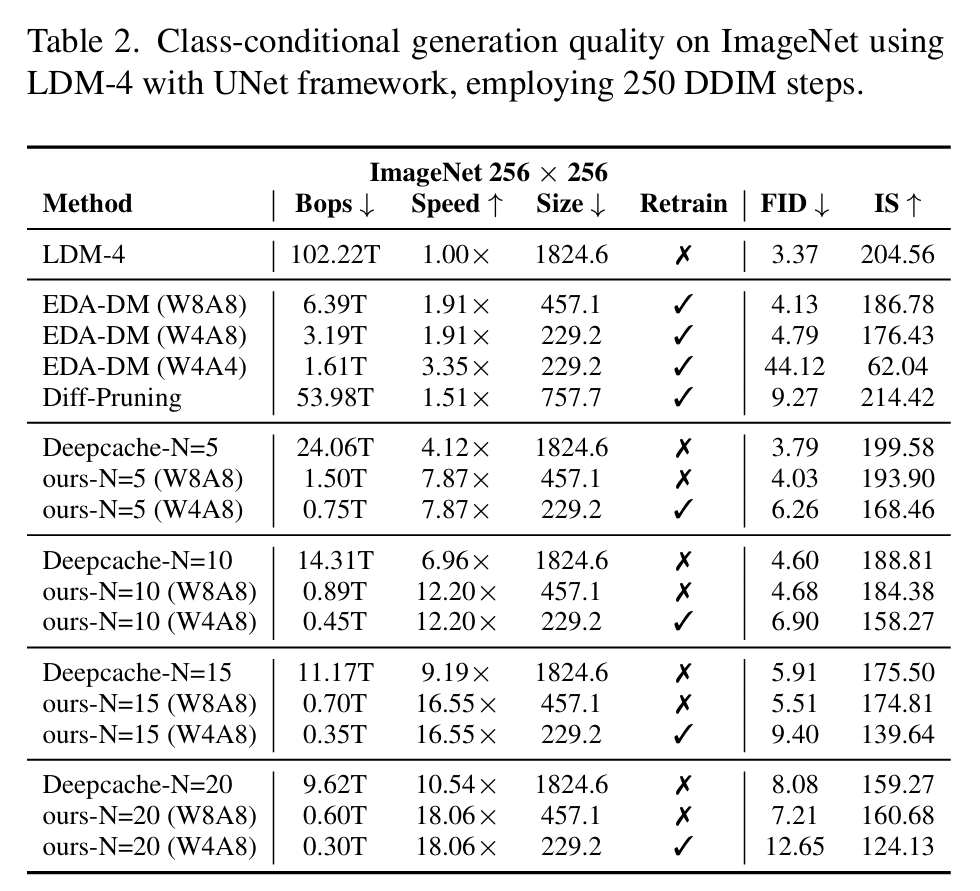 Table 2. Class-conditional generation quality on ImageNet using
LDM-4 with UNet framework, employing 250 DDIM steps.
ImageNet 256 × 256
Method Bops ↓ Speed ↑ Size ↓ Retrain FID ↓ IS ↑
LDM-4 102.22T 1.00× 1824.6 ✗ 3.37 204.56
EDA-DM (W8A8) 6.39T 1.91× 457.1 ✓ 4.13 186.78
EDA-DM (W4A8) 3.19T 1.91× 229.2 ✓ 4.79 176.43
EDA-DM (W4A4) 1.61T 3.35× 229.2 ✓ 44.12 62.04
Diff-Pruning 53.98T 1.51× 757.7 ✓ 9.27 214.42
Deepcache-N=5 24.06T 4.12× 1824.6 ✗ 3.79 199.58
ours-N=5 (W8A8) 1.50T 7.87× 457.1 ✗ 4.03 193.90
ours-N=5 (W4A8) 0.75T 7.87× 229.2 ✓ 6.26 168.46
Deepcache-N=10 14.31T 6.96× 1824.6 ✗ 4.60 188.81
ours-N=10 (W8A8) 0.89T 12.20× 457.1 ✗ 4.68 184.38
ours-N=10 (W4A8) 0.45T 12.20× 229.2 ✓ 6.90 158.27
Deepcache-N=15 11.17T 9.19× 1824.6 ✗ 5.91 175.50
ours-N=15 (W8A8) 0.70T 16.55× 457.1 ✗ 5.51 174.81
ours-N=15 (W4A8) 0.35T 16.55× 229.2 ✓ 9.40 139.64
Deepcache-N=20 9.62T 10.54× 1824.6 ✗ 8.08 159.27
ours-N=20 (W8A8) 0.60T 18.06× 457.1 ✗ 7.21 160.68
ours-N=20 (W4A8) 0.30T 18.06× 229.2 ✓ 12.65 124.13